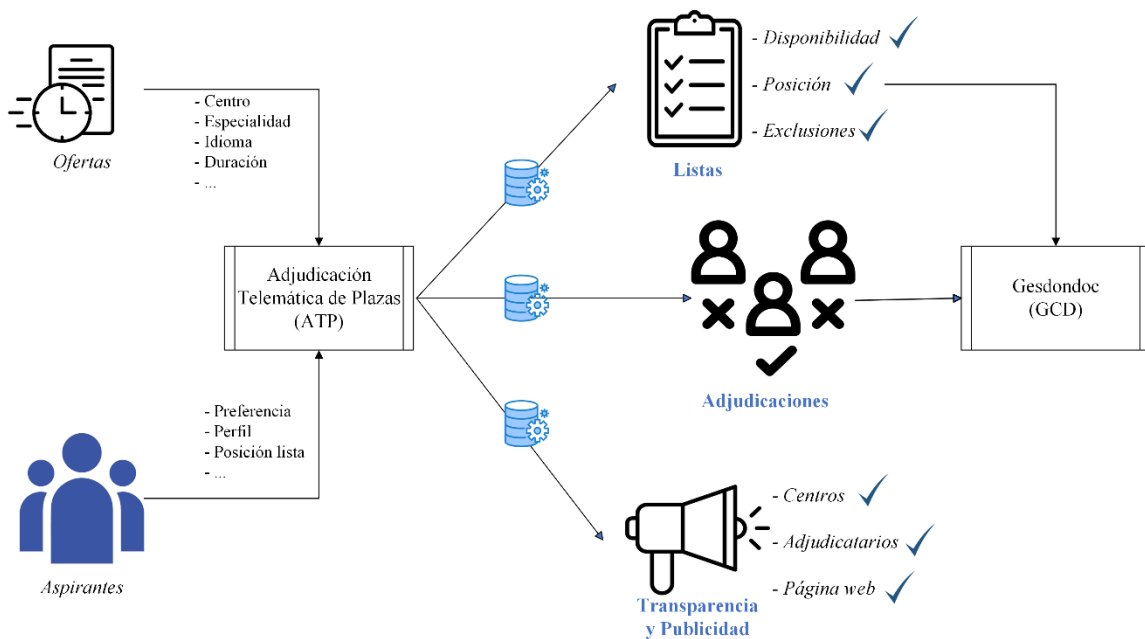 Ofertas
- Centro
- Especialidad
- Idioma
- Duración
- ...
Adjudicación
Telemática de Plazas
(ATP)
- Preferencia
- Perfil
- Posición lista
- ...
Aspirantes
- Disponibilidad
- Posición
- Exclusiones
Listas
Adjudicaciones
Gesdondoc
(GCD)
- Centros
- Adjudicatarios
- Página web
Transparencia
y Publicidad